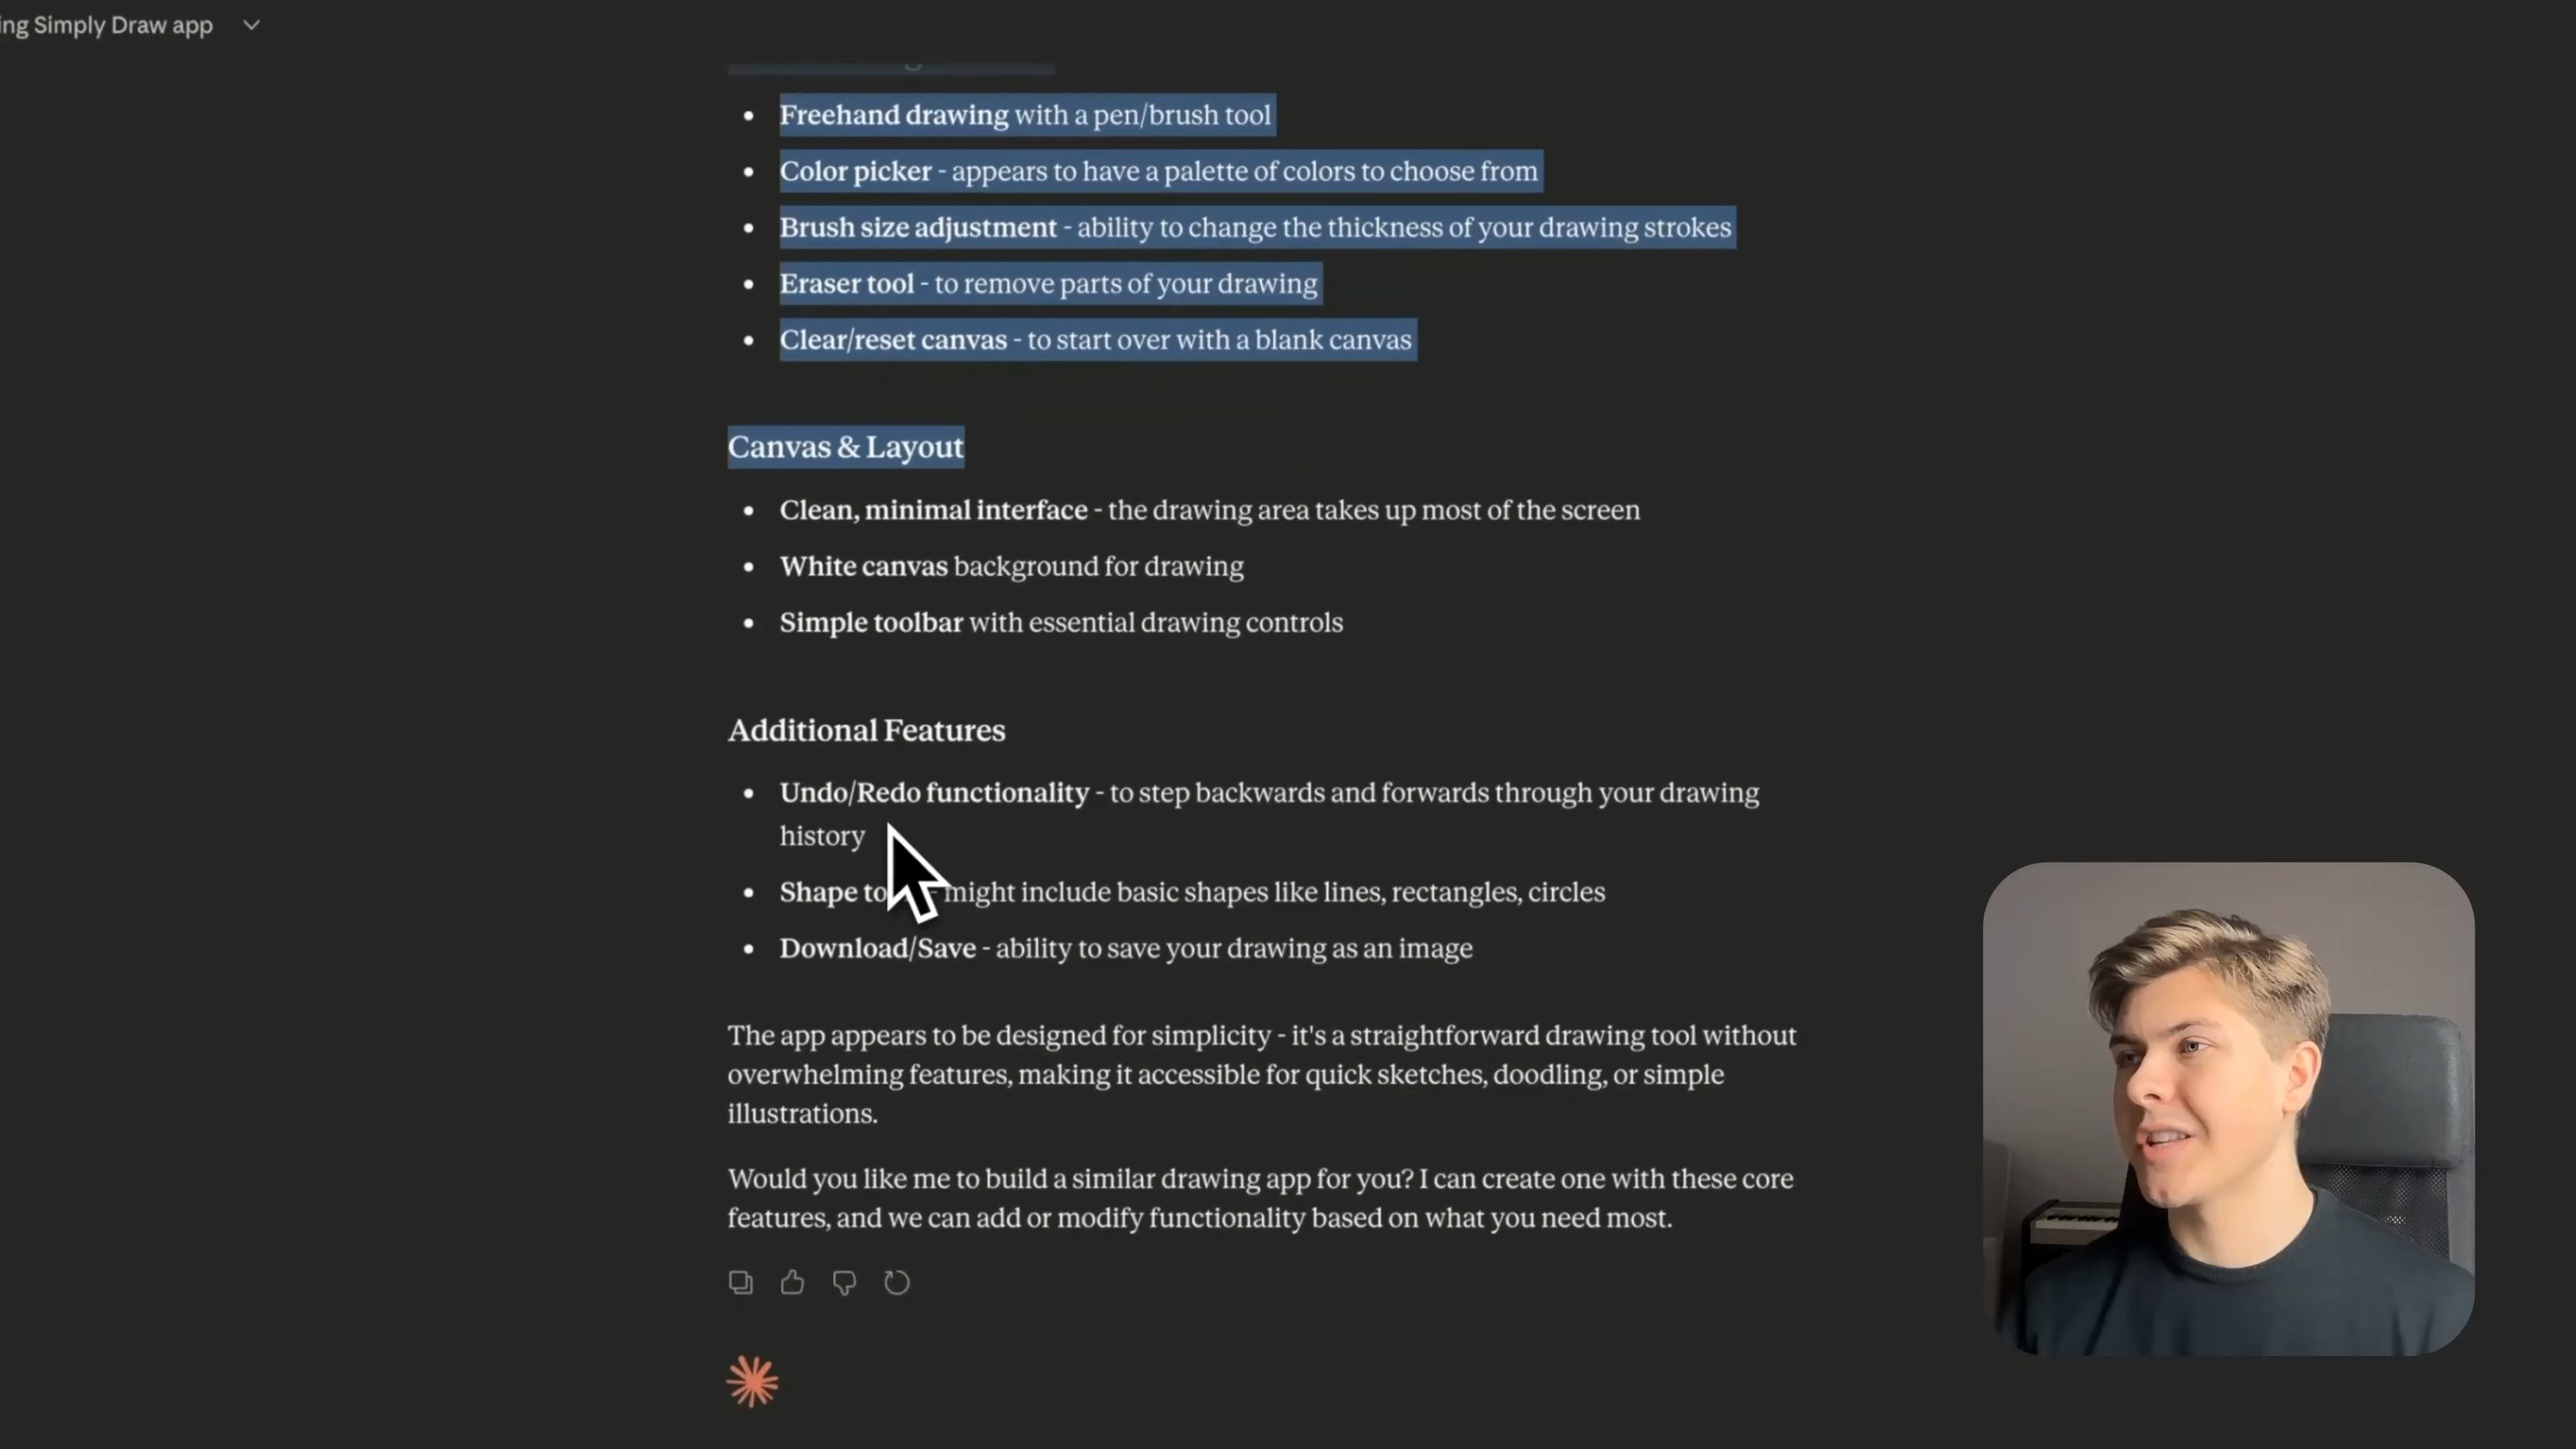 ing Simply Draw app
Freehand drawing with a pen/brush tool
Color picker - appears to have a palette of colors to choose from
Brush size adjustment - ability to change the thickness of your drawing strokes
Eraser tool - to remove parts of your drawing
Clear/reset canvas - to start over with a blank canvas
Canvas & Layout
Clean, minimal interface - the drawing area takes up most of the screen
White canvas background for drawing
Simple toolbar with essential drawing controls
Additional Features
Undo/Redo functionality - to step backwards and forwards through your drawing
history
Shape to - might include basic shapes like lines, rectangles, circles
Download/Save - ability to save your drawing as an image
The app appears to be designed for simplicity - it's a straightforward drawing tool without
overwhelming features, making it accessible for quick sketches, doodling, or simple
illustrations.
Would you like me to build a similar drawing app for you? I can create one with these core
features, and we can add or modify functionality based on what you need most.